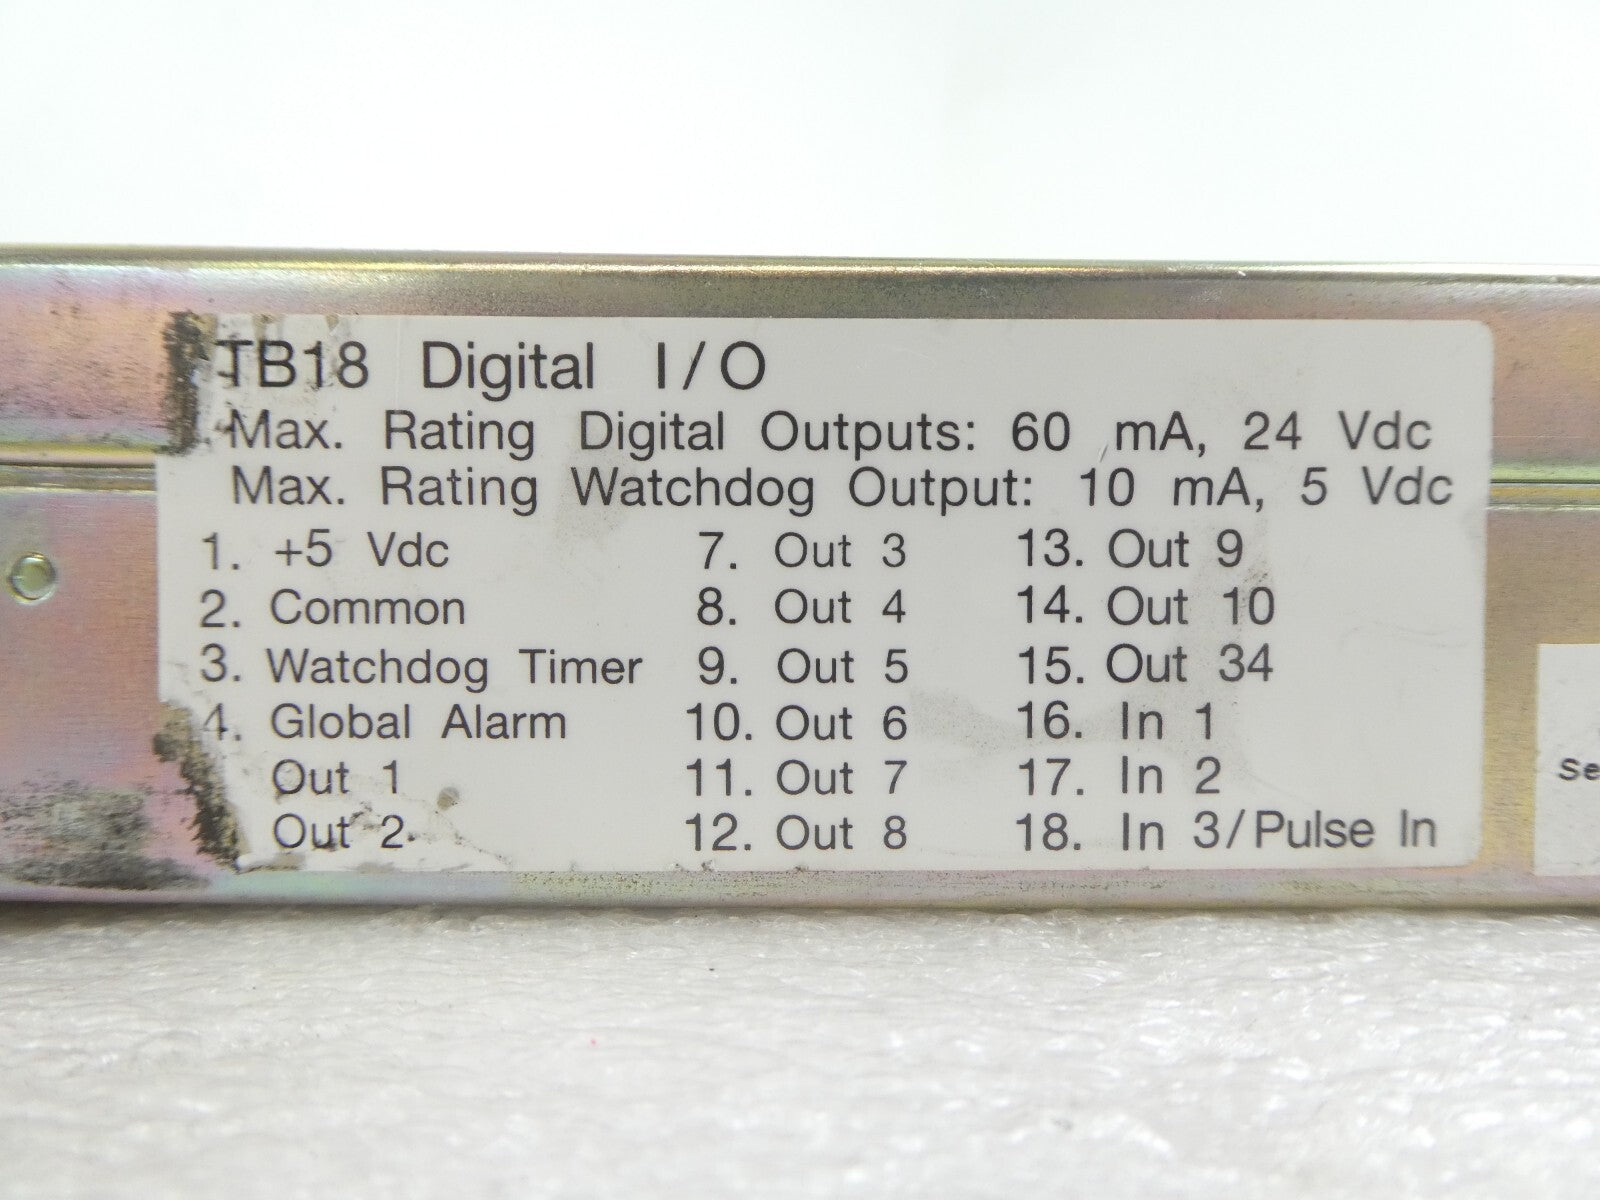 TB18 Digital I/O
Max. Rating Digital Outputs: 60 mA, 24 Vdc
Max. Rating Watchdog Output: 10 mA, 5 Vdc
1. +5 Vdc
2. Common
3. Watchdog Timer
4. Global Alarm
Out 1
Out 2
7. Out 3
8. Out 4
9. Out 5
10. Out 6
11. Out 7
12. Out 8
13. Out 9
14. Out 10
15. Out 34
16. In 1
17. In 2
18. In 3/Pulse In